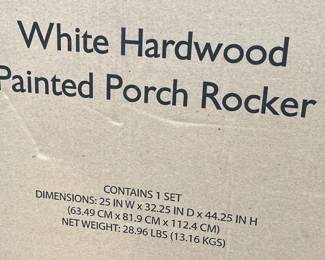 White Hardwood
Painted Porch Rocker
CONTAINS 1 SET
DIMENSIONS: 25 IN W x 32.25 IN D x 44.25 IN H
(63.49 CM x 81.9 CM x 112.4 CM)
NET WEIGHT: 28.96 LBS (13.16 KGS)